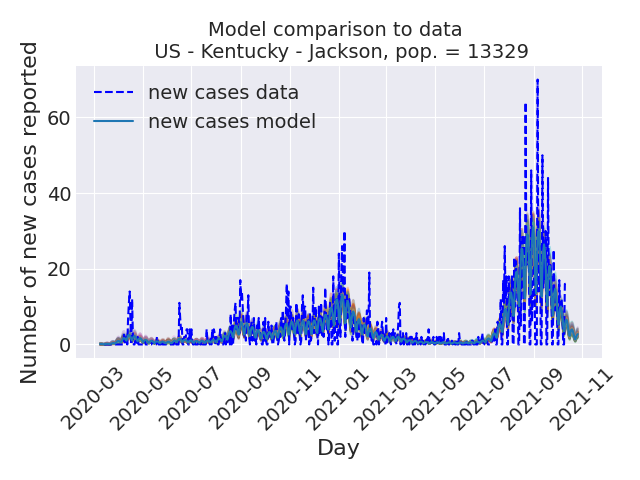 Model comparison to data
US - Kentucky - Jackson, pop. = 13329
new cases data
new cases model
Number of new cases reported
60
40
20
0
2020-03
2020-05
2020-07
2020-09
2020-11
2021-01
2021-03
2021-05
2021-07
2021-09
2021-11
Day